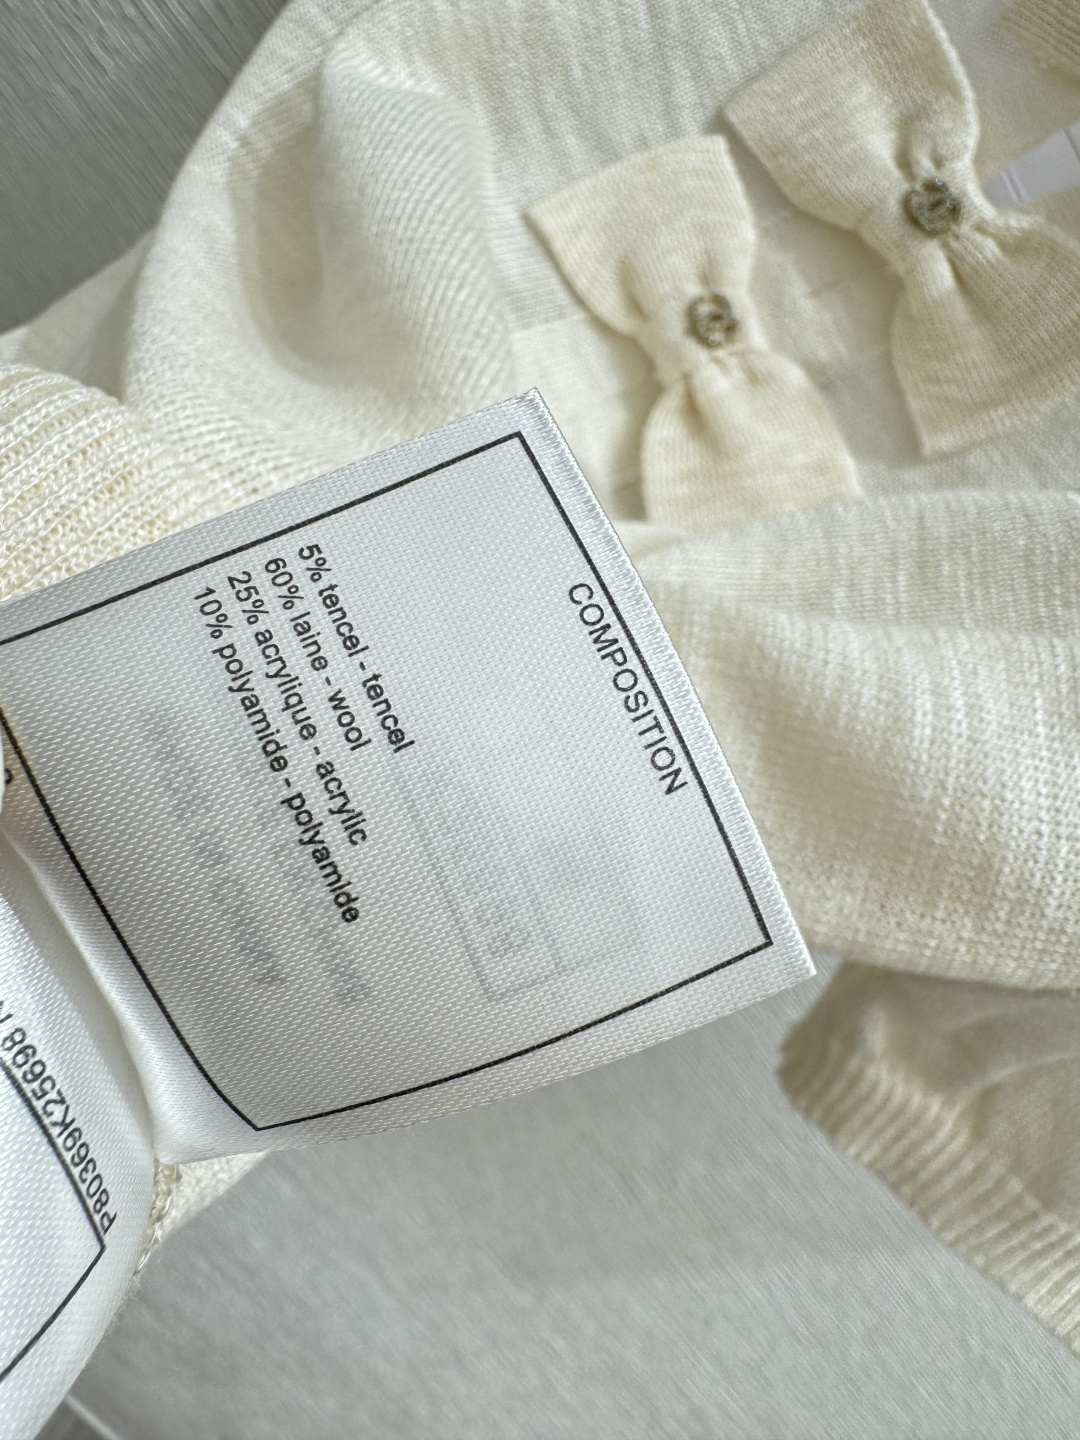 COMPOSITION
5% tencel - tencel
60% laine - wool
25% acrylique - acrylic
10% polyamide - polyamide
P80369K25698